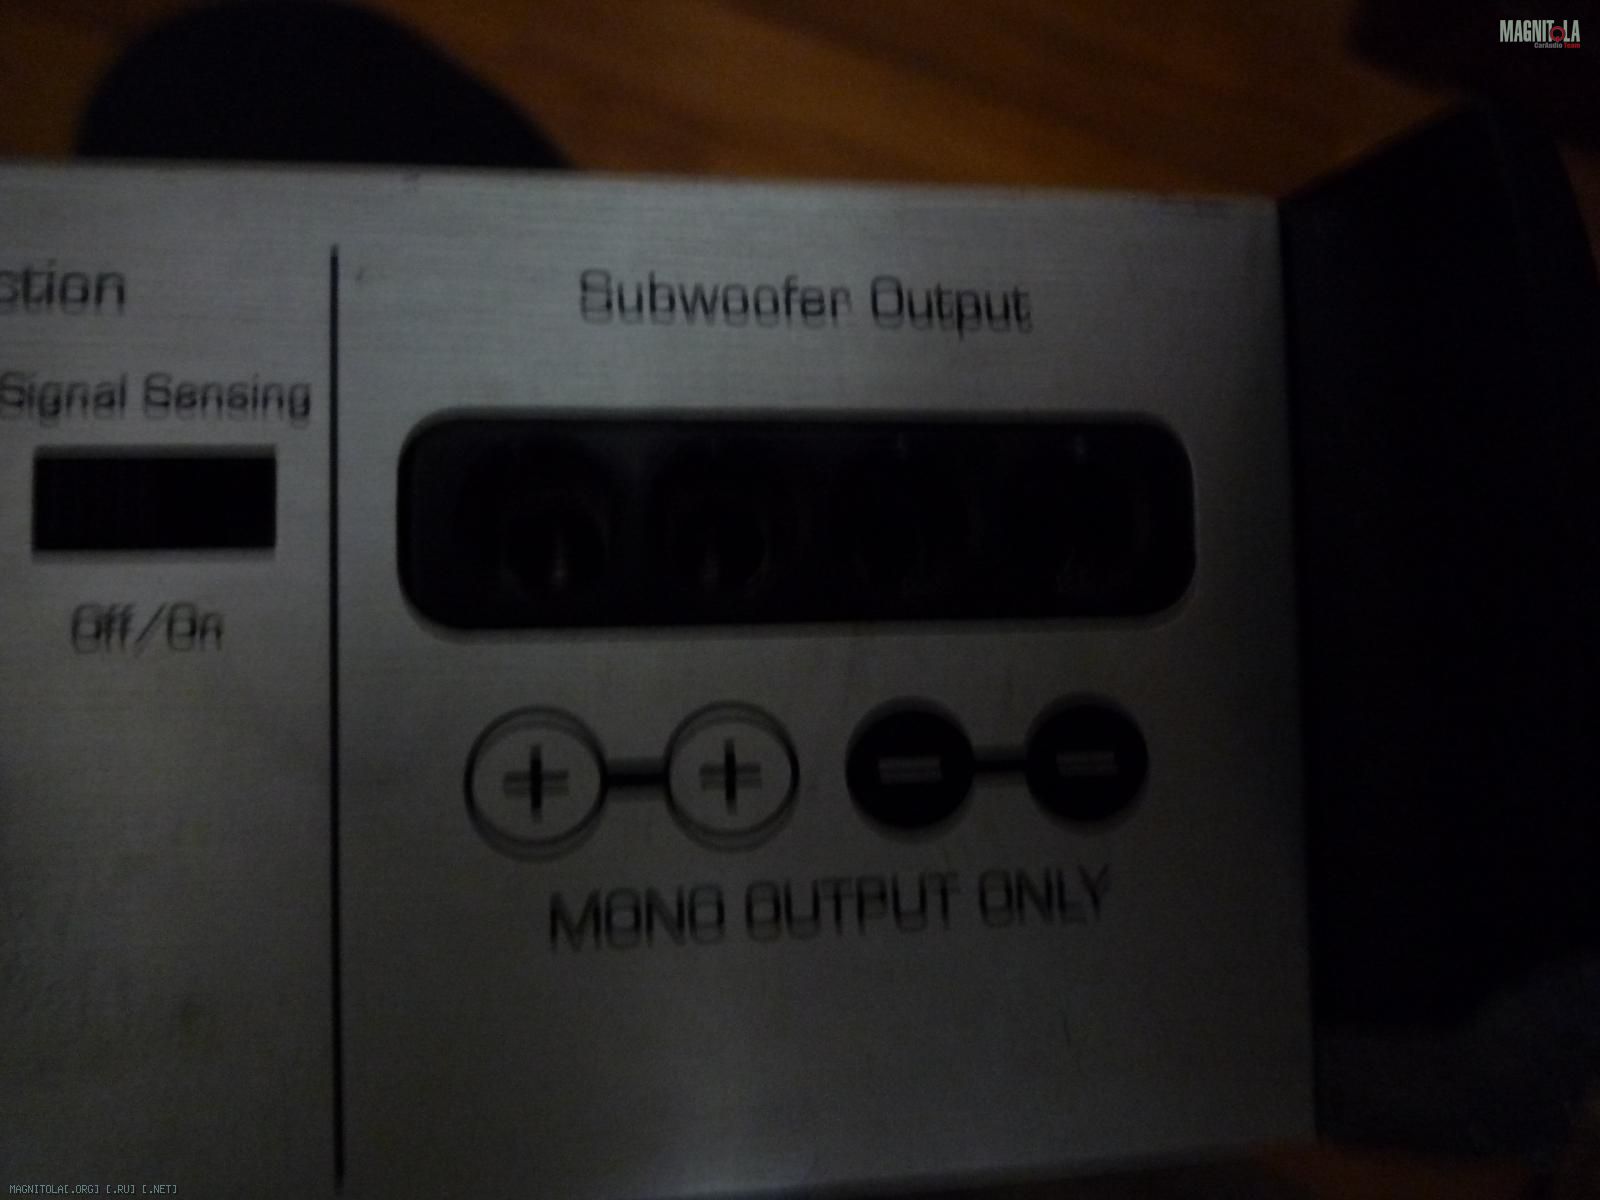 MAGNITOLA
CarAudio Team
ction
Subwoofer Output
Signal Sensing
Off/On
+ + - -
MONO OUTPUT ONLY
MAGNITOLA[.ORG] [.RU] [.NET]